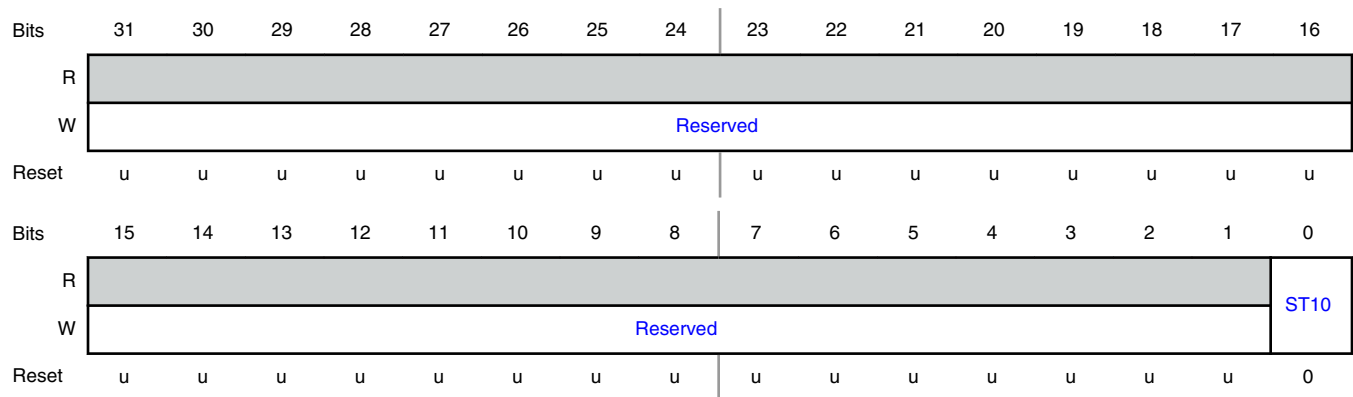 Bits 31 30 29 28 27 26 25 24 23 22 21 20 19 18 17 16
R
W Reserved
Reset u u u u u u u u u u u u u u u u
Bits 15 14 13 12 11 10 9 8 7 6 5 4 3 2 1 0
R
ST10
W Reserved
Reset u u u u u u u u u u u u u u u 0